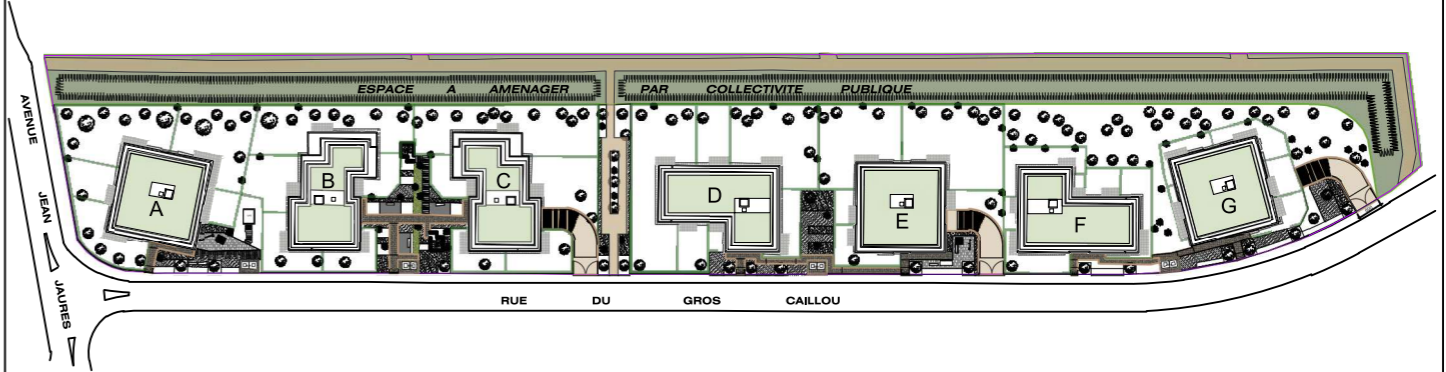 ESPACE A AMENAGER PAR COLLECTIVITE PUBLIQUE
AVENUE JEAN JAURES
A
B
C
D
E
F
G
RUE DU GROS CAILLOU